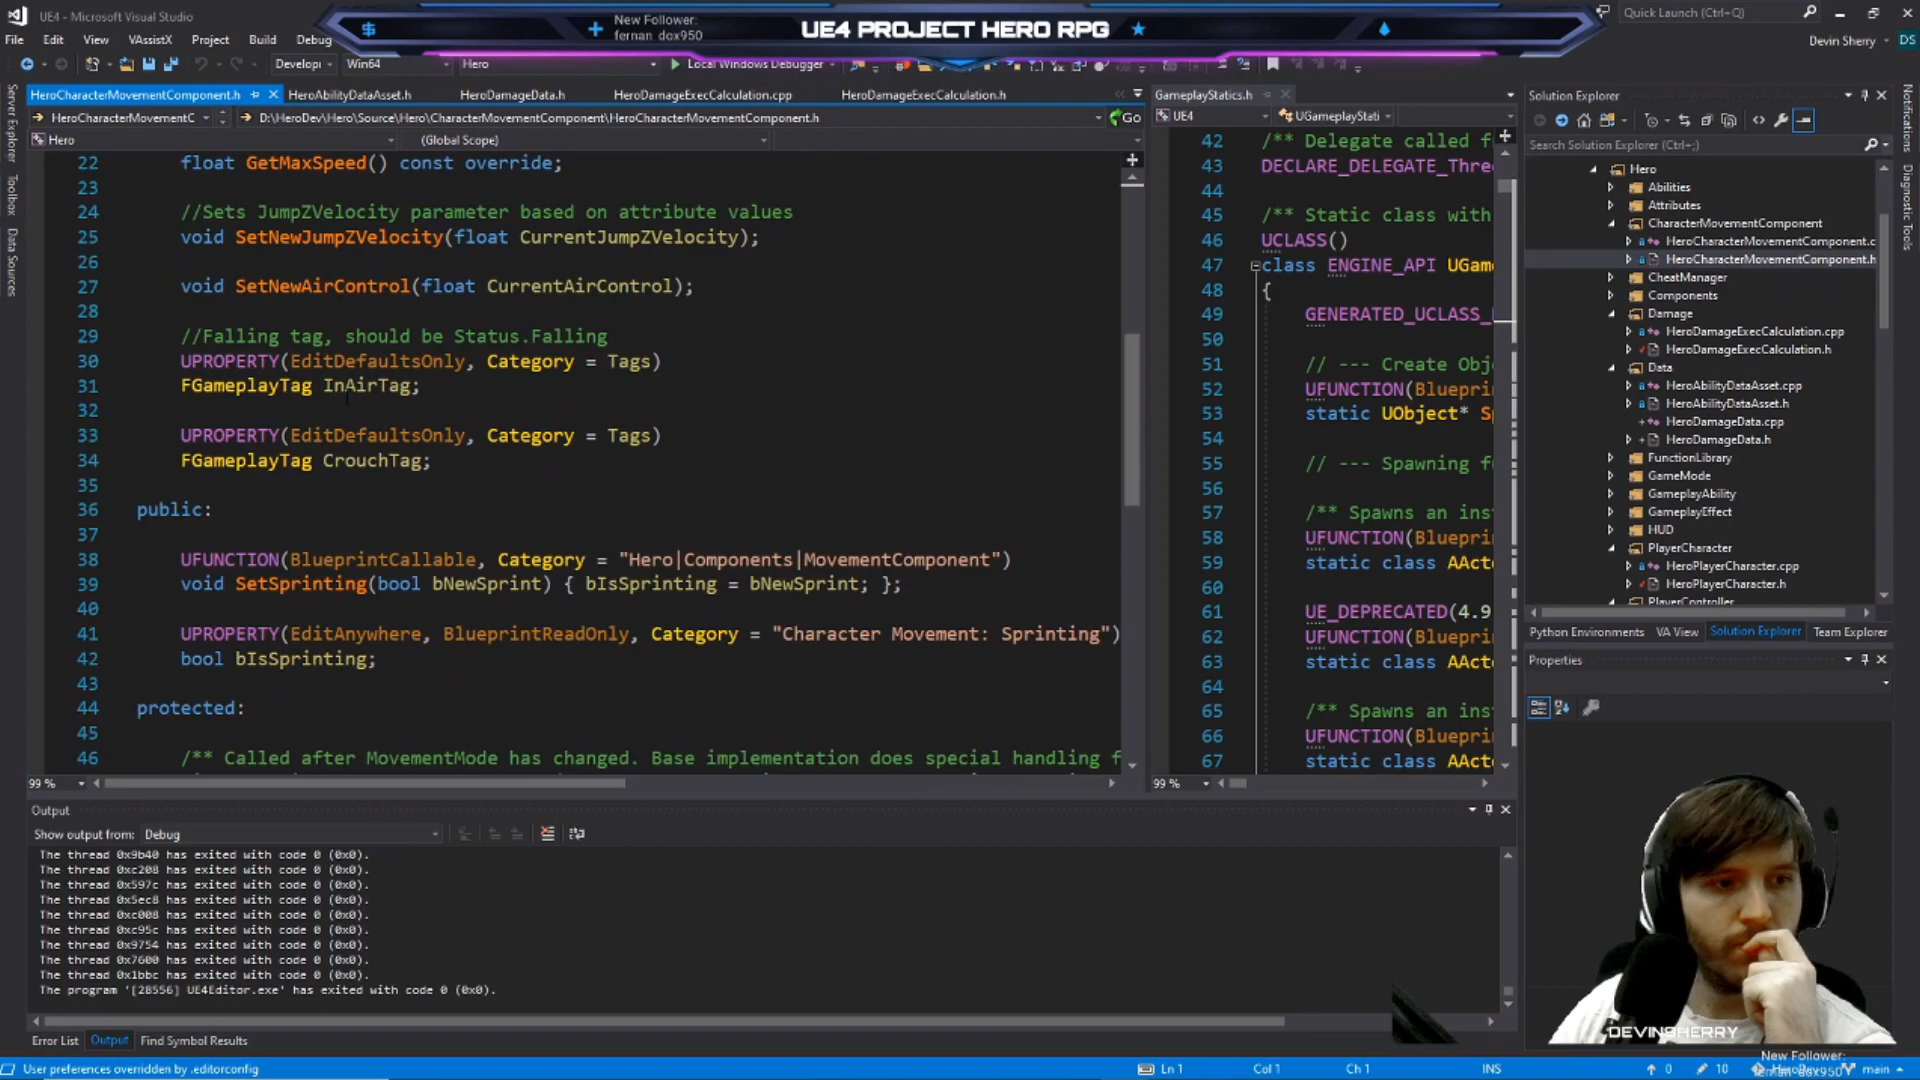 UE4 - Microsoft Visual Studio
New Follower:
fernan_dox950
UE4 PROJECT HERO RPG
Quick Launch (Ctrl+Q)
File Edit View VAssistX Project Build Debug
Devin Sherry DS
Develop Win64 Hero Local Windows Debugger
HeroCharacterMovementComponent.h HeroAbilityDataAsset.h HeroDamageData.h HeroDamageExecCalculation.cpp HeroDamageExecCalculation.h
HeroCharacterMovementC D:\HeroDev\Hero\Source\Hero\CharacterMovementComponent\HeroCharacterMovementComponent.h Go
Hero (Global Scope)
22 float GetMaxSpeed() const override;
23
24 //Sets JumpZVelocity parameter based on attribute values
25 void SetNewJumpZVelocity(float CurrentJumpZVelocity);
26
27 void SetNewAirControl(float CurrentAirControl);
28
29 //Falling tag, should be Status.Falling
30 UPROPERTY(EditDefaultsOnly, Category = Tags)
31 FGameplayTag InAirTag;
32
33 UPROPERTY(EditDefaultsOnly, Category = Tags)
34 FGameplayTag CrouchTag;
35
36 public:
37
38 UFUNCTION(BlueprintCallable, Category = "Hero|Components|MovementComponent")
39 void SetSprinting(bool bNewSprint) { bIsSprinting = bNewSprint; };
40
41 UPROPERTY(EditAnywhere, BlueprintReadOnly, Category = "Character Movement: Sprinting")
42 bool bIsSprinting;
43
44 protected:
45
46 /** Called after MovementMode has changed. Base implementation does special handling f
99 %
GameplayStatics.h
UE4 UGameplayStati
42 /** Delegate called f
43 DECLARE_DELEGATE_Thre
44
45 /** Static class with
46 UCLASS()
47 class ENGINE_API UGam
48 {
49 GENERATED_UCLASS_
50
51 // --- Create Obj
52 UFUNCTION(Bluepri
53 static UObject* Sp
54
55 // --- Spawning f
56
57 /** Spawns an ins
58 UFUNCTION(Bluepri
59 static class AAct
60
61 UE_DEPRECATED(4.9
62 UFUNCTION(Bluepri
63 static class AAct
64
65 /** Spawns an ins
66 UFUNCTION(Bluepri
67 static class AAct
99 %
Solution Explorer
Search Solution Explorer (Ctrl+;)
Hero
Abilities
Attributes
CharacterMovementComponent
HeroCharacterMovementComponent.c
HeroCharacterMovementComponent.h
CheatManager
Components
Damage
HeroDamageExecCalculation.cpp
HeroDamageExecCalculation.h
Data
HeroAbilityDataAsset.cpp
HeroAbilityDataAsset.h
HeroDamageData.cpp
HeroDamageData.h
FunctionLibrary
GameMode
GameplayAbility
GameplayEffect
HUD
PlayerCharacter
HeroPlayerCharacter.cpp
HeroPlayerCharacter.h
PlayerController
Python Environments VA View Solution Explorer Team Explorer
Properties
Server Explorer
Toolbox
Data Sources
Notifications
Diagnostic Tools
Output
Show output from: Debug
The thread 0x9b40 has exited with code 0 (0x0).
The thread 0xc208 has exited with code 0 (0x0).
The thread 0x597c has exited with code 0 (0x0).
The thread 0x5ec8 has exited with code 0 (0x0).
The thread 0xc008 has exited with code 0 (0x0).
The thread 0xc95c has exited with code 0 (0x0).
The thread 0x9754 has exited with code 0 (0x0).
The thread 0x7600 has exited with code 0 (0x0).
The thread 0x1bbc has exited with code 0 (0x0).
The program '[28556] UE4Editor.exe' has exited with code 0 (0x0).
Error List Output Find Symbol Results
DEVINSHERRY
New Follower:
User preferences overridden by .editorconfig
Ln 1 Col 1 Ch 1 INS 0 10 main